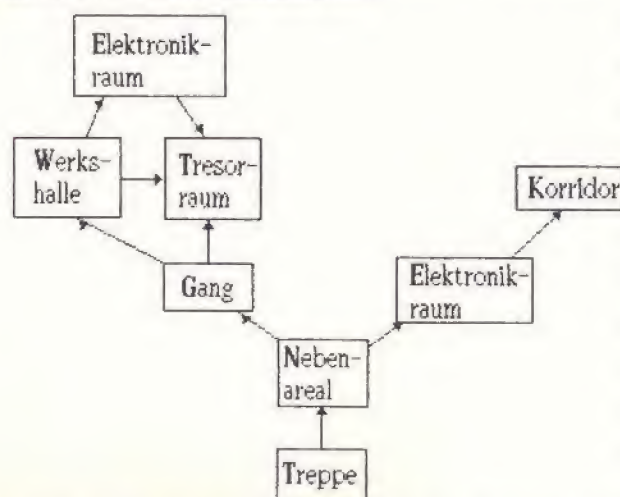 Elektronik-
raum
Werks-
halle
Tresor-
raum
Korridor
Gang
Elektronik-
raum
Neben-
areal
Treppe